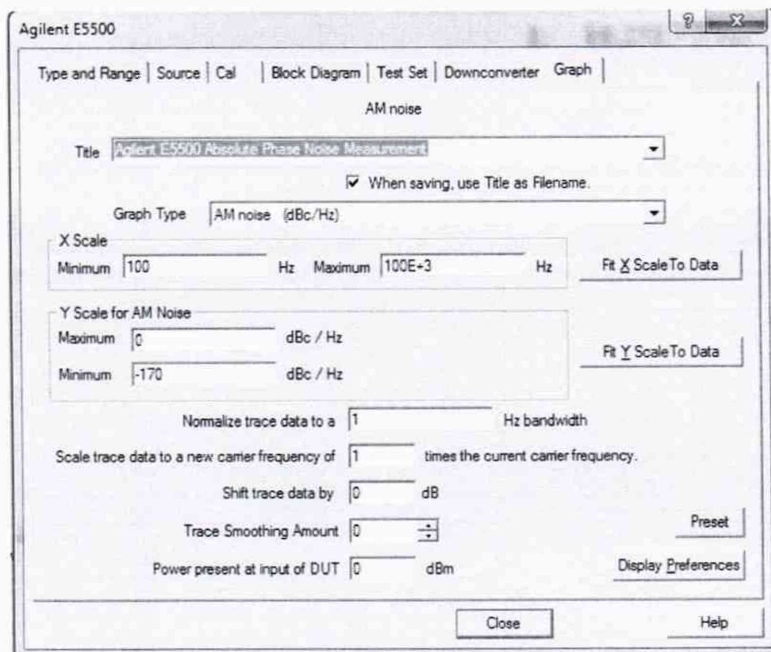 Agilent E5500
Type and Range Source Cal Block Diagram Test Set Downconverter Graph
AM noise
Title Agilent E5500 Absolute Phase Noise Measurement
When saving, use Title as Filename.
Graph Type AM noise (dBc/Hz)
X Scale
Minimum 100 Hz Maximum 100E+3 Hz Fit X Scale To Data
Y Scale for AM Noise
Maximum 0 dBc / Hz
Minimum -170 dBc / Hz
Fit Y Scale To Data
Normalize trace data to a 1 Hz bandwidth
Scale trace data to a new carrier frequency of 1 times the current carrier frequency.
Shift trace data by 0 dB
Trace Smoothing Amount 0
Preset
Power present at input of DUT 0 dBm
Display Preferences
Close Help